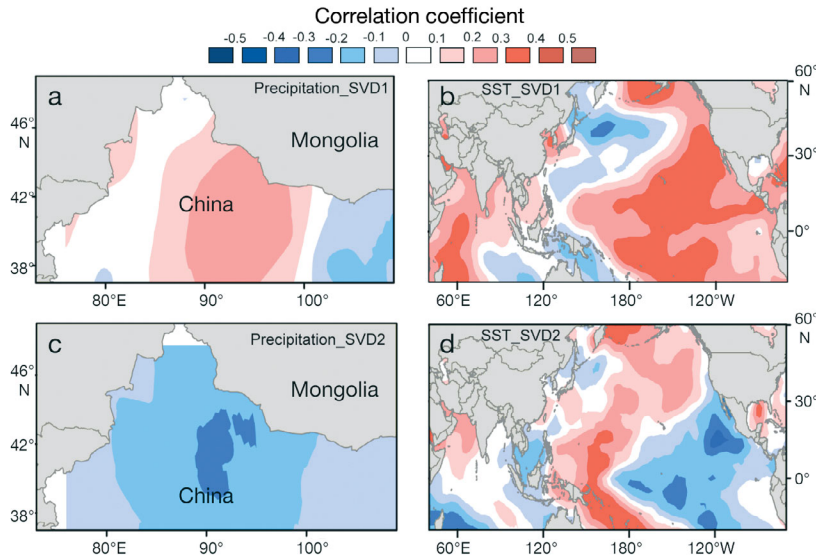 Correlation coefficient
-0.5 -0.4 -0.3 -0.2 -0.1 0 0.1 0.2 0.3 0.4 0.5
a
Precipitation_SVD1
Mongolia
China
46°
N
42°
38°
80°E 90°E 100°E
b
SST_SVD1
60°
N
30°
0°
60°E 120°E 180°E 120°W
c
Precipitation_SVD2
Mongolia
China
46°
N
42°
38°
80°E 90°E 100°E
d
SST_SVD2
60°
N
30°
0°
60°E 120°E 180°E 120°W